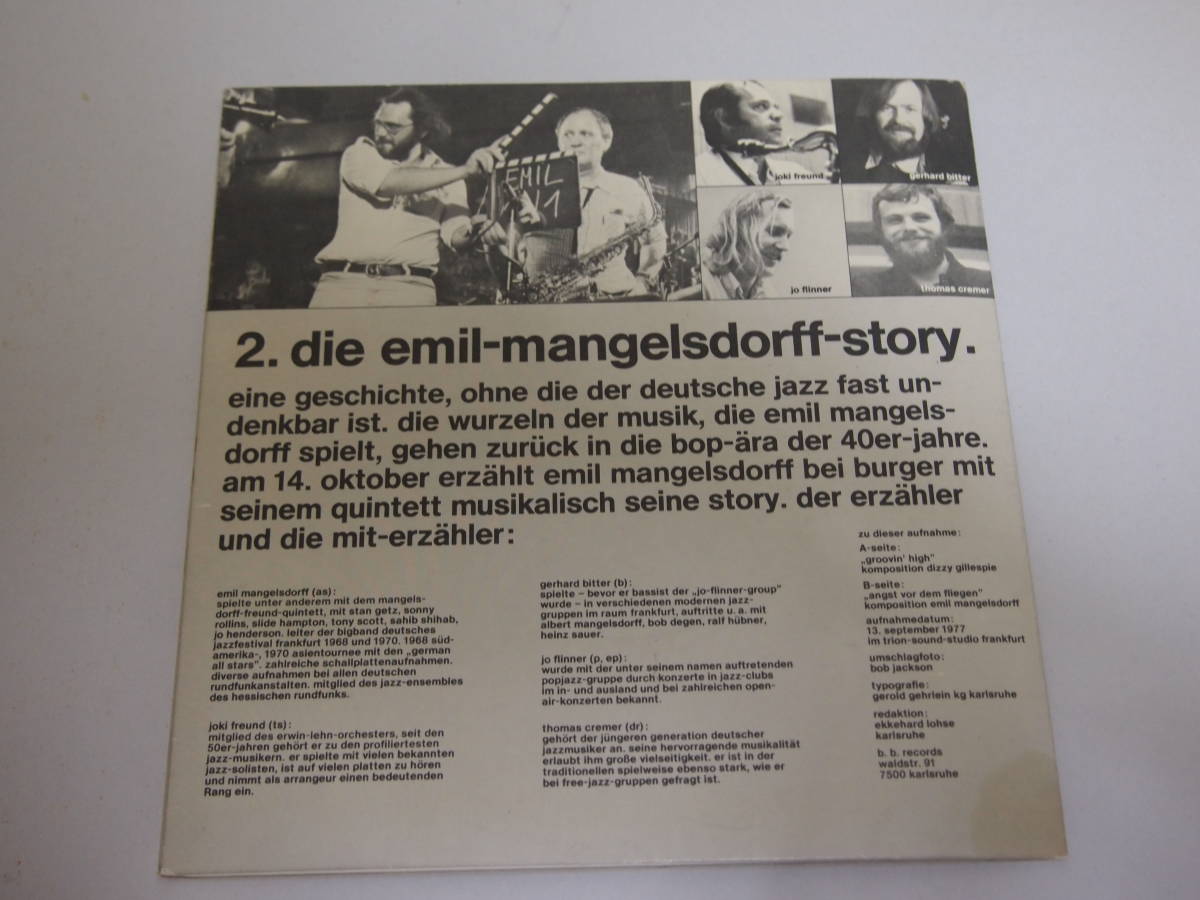 EMIL
11
joki freund
gerhard bitter
jo flinner
thomas cremer
2. die emil-mangelsdorff-story.
eine geschichte, ohne die der deutsche jazz fast un-
denkbar ist. die wurzeln der musik, die emil mangels-
dorff spielt, gehen zurück in die bop-ära der 40er-jahre.
am 14. oktober erzählt emil mangelsdorff bei burger mit
seinem quintett musikalisch seine story. der erzähler
und die mit-erzähler:
emil mangelsdorff (as):
spielte unter anderem mit dem mangels-
dorff-freund-quintett, mit stan getz, sonny
rollins, slide hampton, tony scott, sahib shihab,
jo henderson. leiter der bigband deutsches
jazzfestival frankfurt 1968 und 1970. 1968 süd-
amerika-, 1970 asientournee mit den „german
all stars". zahlreiche schallplattenaufnahmen.
diverse aufnahmen bei allen deutschen
rundfunkanstalten. mitglied des jazz-ensembles
des hessischen rundfunks.
joki freund (ts):
mitglied des erwin-lehn-orchesters, seit den
50er-jahren gehört er zu den profiliertesten
jazz-musikern. er spielte mit vielen bekannten
jazz-solisten, ist auf vielen platten zu hören
und nimmt als arrangeur einen bedeutenden
Rang ein.
gerhard bitter (b):
spielte – bevor er bassist der „jo-flinner-group"
wurde – in verschiedenen modernen jazz-
gruppen im raum frankfurt, auftritte u. a. mit
albert mangelsdorff, bob degen, ralf hübner,
heinz sauer.
jo flinner (p, ep):
wurde mit der unter seinem namen auftretenden
popjazz-gruppe durch konzerte in jazz-clubs
im in- und ausland und bei zahlreichen open-
air-konzerten bekannt.
thomas cremer (dr):
gehört der jüngeren generation deutscher
jazzmusiker an. seine hervorragende musikalität
erlaubt ihm große vielseitigkeit. er ist in der
traditionellen spielweise ebenso stark, wie er
bei free-jazz-gruppen gefragt ist.
zu dieser aufnahme:
A-seite:
„groovin' high"
komposition dizzy gillespie
B-seite:
„angst vor dem fliegen"
komposition emil mangelsdorff
aufnahmedatum:
13. september 1977
im trion-sound-studio frankfurt
umschlagfoto:
bob jackson
typografie:
gerold gehrlein kg karlsruhe
redaktion:
ekkehard lohse
karlsruhe
b. b. records
waldstr. 91
7500 karlsruhe